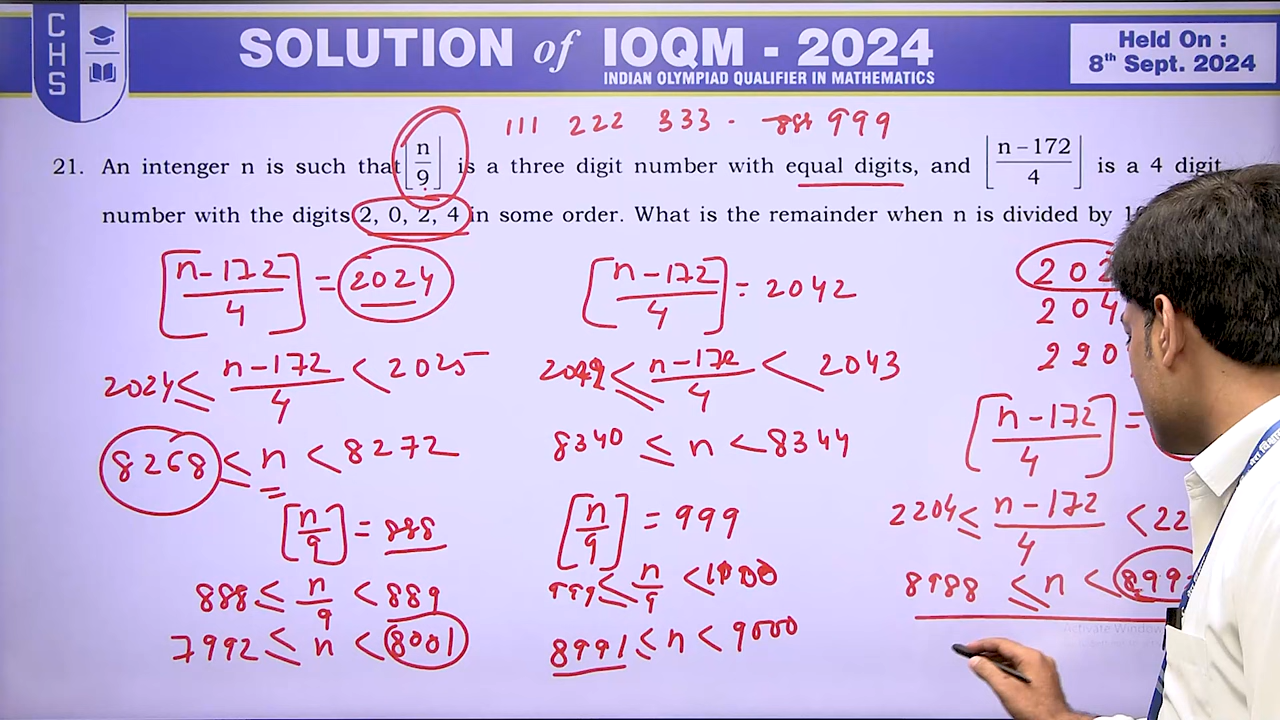 CHS
SOLUTION of IOQM - 2024
INDIAN OLYMPIAD QUALIFIER IN MATHEMATICS
Held On :
8th Sept. 2024
111 222 333 - 999
21. An intenger n is such that ⌊n/9⌋ is a three digit number with equal digits, and ⌊(n – 172)/4⌋ is a 4 digit
number with the digits 2, 0, 2, 4 in some order. What is the remainder when n is divided by
[(n-172)/4] = 2024
2024 ≤ (n-172)/4 < 2025
8268 ≤ n < 8272
[n/9] = 888
888 ≤ n/9 < 889
7992 ≤ n < 8001
[(n-172)/4] = 2042
≤ (n-172)/4 < 2043
8340 ≤ n < 8344
[n/9] = 999
999 ≤ n/9 < 1000
8991 ≤ n < 9000
202
204
220
[(n-172)/4] =
2204 ≤ (n-172)/4 < 22
8988 ≤ n < 899
Activate Window